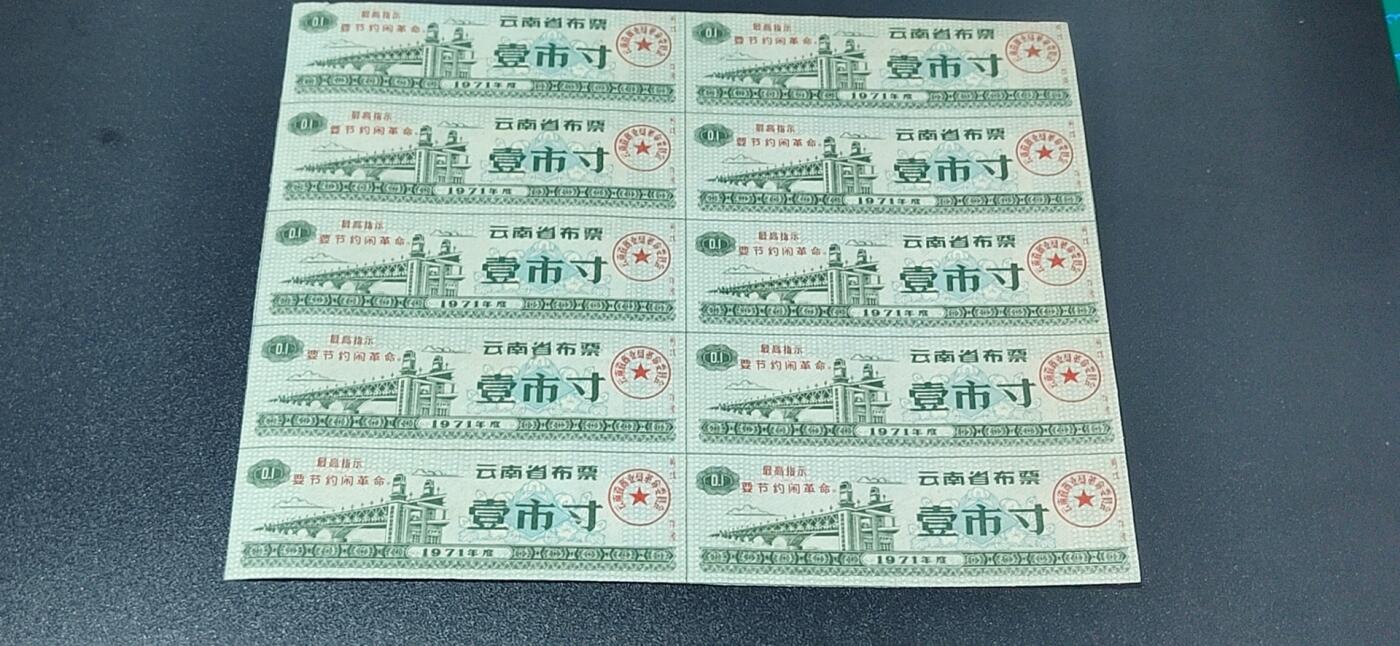 0.1
最高指示
要节约闹革命。
云南省布票
壹市寸
1971年度
0.1
最高指示
要节约闹革命。
云南省布票
壹市寸
1971年度
0.1
最高指示
要节约闹革命。
云南省布票
壹市寸
1971年度
0.1
最高指示
要节约闹革命。
云南省布票
壹市寸
1971年度
0.1
最高指示
要节约闹革命。
云南省布票
壹市寸
1971年度
0.1
最高指示
要节约闹革命。
云南省布票
壹市寸
1971年度
0.1
最高指示
要节约闹革命。
云南省布票
壹市寸
1971年度
0.1
最高指示
要节约闹革命。
云南省布票
壹市寸
1971年度
0.1
最高指示
要节约闹革命。
云南省布票
壹市寸
1971年度
0.1
最高指示
要节约闹革命。
云南省布票
壹市寸
1971年度